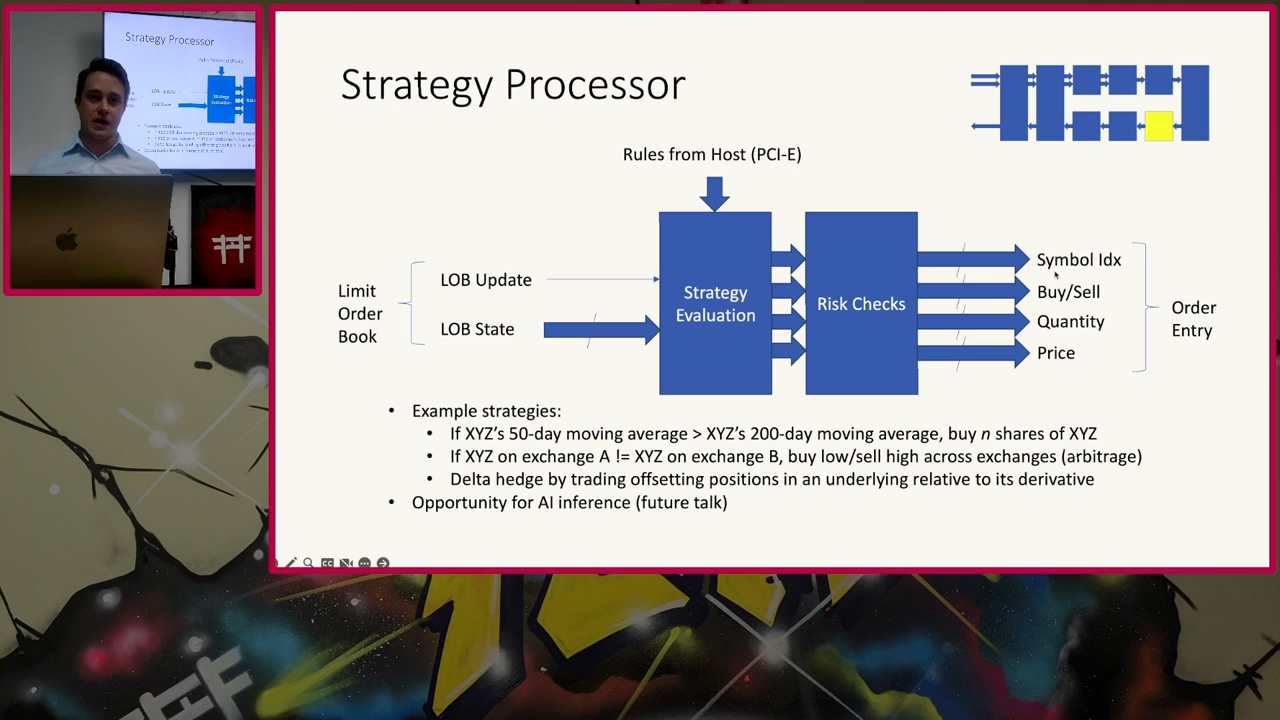 Strategy Processor
Rules from Host (PCI-E)
Limit
Order
Book
LOB Update
LOB State
Strategy
Evaluation
Risk Checks
Symbol Idx
Buy/Sell
Quantity
Price
Order
Entry
• Example strategies:
• If XYZ's 50-day moving average > XYZ's 200-day moving average, buy n shares of XYZ
• If XYZ on exchange A != XYZ on exchange B, buy low/sell high across exchanges (arbitrage)
• Delta hedge by trading offsetting positions in an underlying relative to its derivative
• Opportunity for AI inference (future talk)
Strategy Processor